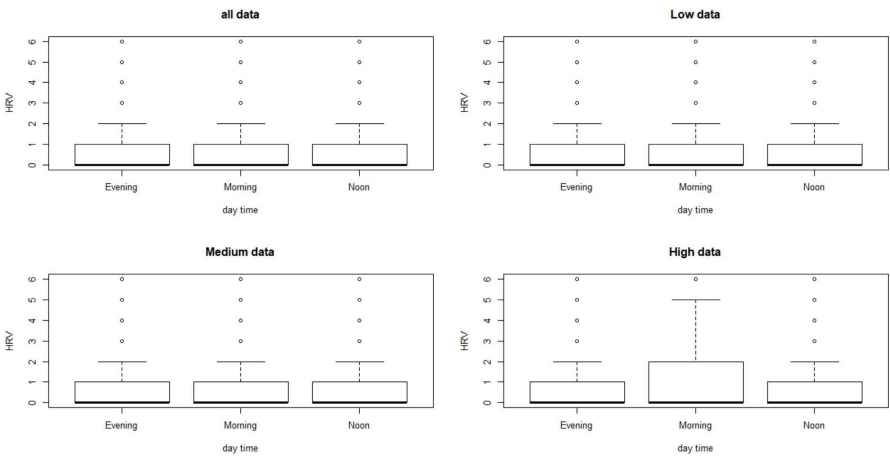 all data
HRV
6
5
4
3
2
1
0
Evening Morning Noon
day time
Low data
HRV
6
5
4
3
2
1
0
Evening Morning Noon
day time
Medium data
HRV
6
5
4
3
2
1
0
Evening Morning Noon
day time
High data
HRV
6
5
4
3
2
1
0
Evening Morning Noon
day time